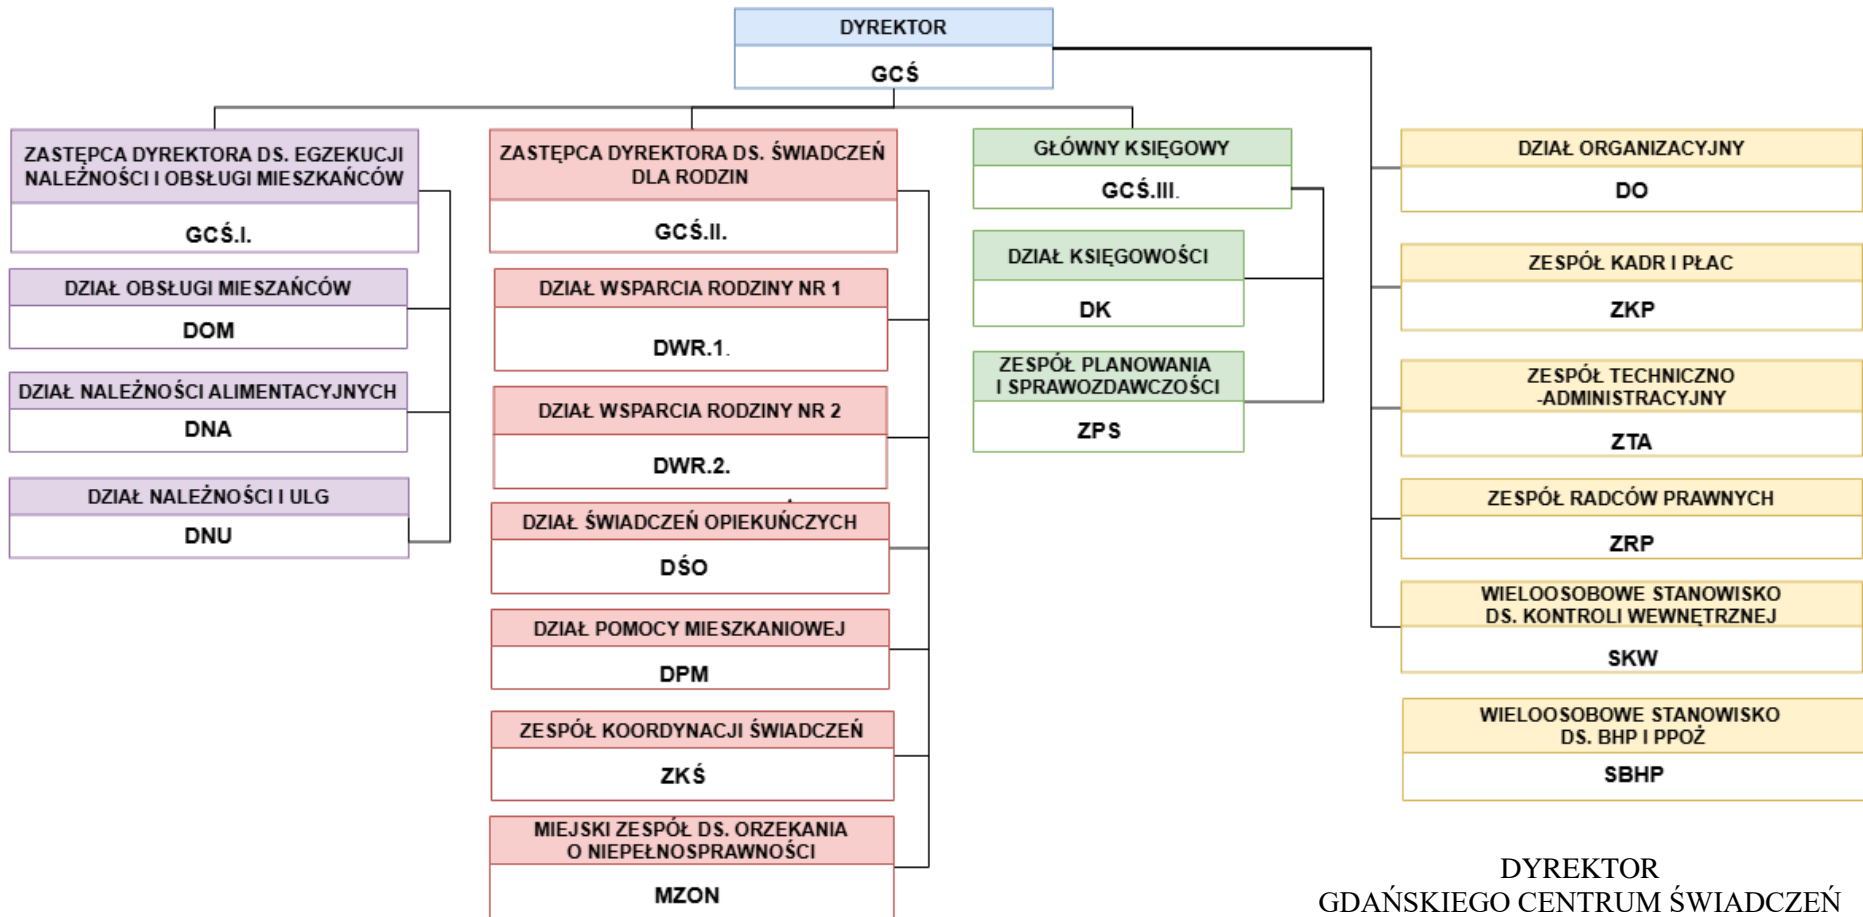 DYREKTOR
GCŚ
ZASTĘPCA DYREKTORA DS. EGZEKUCJI
NALEŻNOŚCI I OBSŁUGI MIESZKAŃCÓW
GCŚ.I.
DZIAŁ OBSŁUGI MIESZAŃCÓW
DOM
DZIAŁ NALEŻNOŚCI ALIMENTACYJNYCH
DNA
DZIAŁ NALEŻNOŚCI I ULG
DNU
ZASTĘPCA DYREKTORA DS. ŚWIADCZEŃ
DLA RODZIN
GCŚ.II.
DZIAŁ WSPARCIA RODZINY NR 1
DWR.1.
DZIAŁ WSPARCIA RODZINY NR 2
DWR.2.
DZIAŁ ŚWIADCZEŃ OPIEKUŃCZYCH
DŚO
DZIAŁ POMOCY MIESZKANIOWEJ
DPM
ZESPÓŁ KOORDYNACJI ŚWIADCZEŃ
ZKŚ
MIEJSKI ZESPÓŁ DS. ORZEKANIA
O NIEPEŁNOSPRAWNOŚCI
MZON
GŁÓWNY KSIĘGOWY
GCŚ.III.
DZIAŁ KSIĘGOWOŚCI
DK
ZESPÓŁ PLANOWANIA
I SPRAWOZDAWCZOŚCI
ZPS
DZIAŁ ORGANIZACYJNY
DO
ZESPÓŁ KADR I PŁAC
ZKP
ZESPÓŁ TECHNICZNO
-ADMINISTRACYJNY
ZTA
ZESPÓŁ RADCÓW PRAWNYCH
ZRP
WIELOOSOBOWE STANOWISKO
DS. KONTROLI WEWNĘTRZNEJ
SKW
WIELOOSOBOWE STANOWISKO
DS. BHP I PPOŻ
SBHP
DYREKTOR
GDAŃSKIEGO CENTRUM ŚWIADCZEŃ